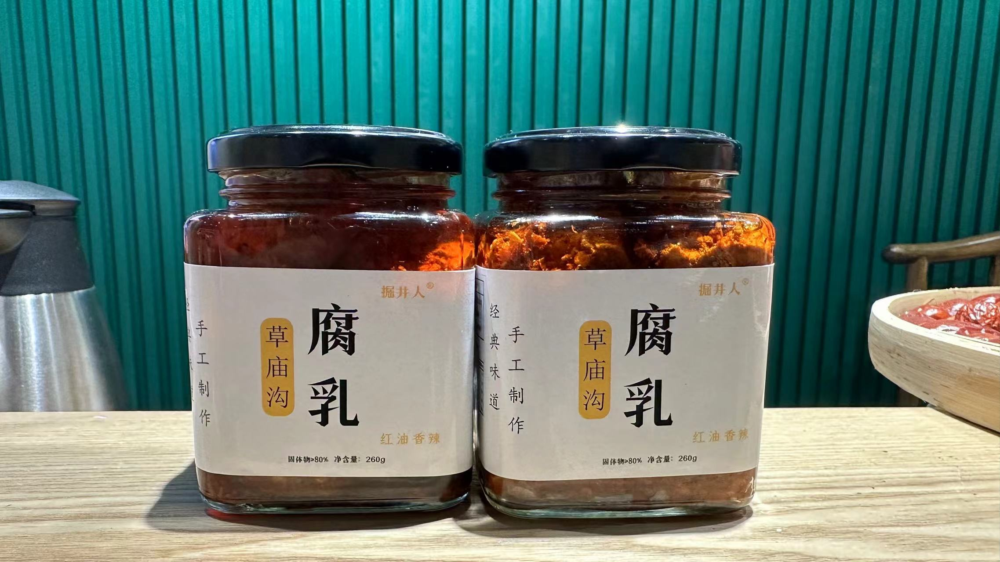 掘井人®
腐乳
草庙沟
手工制作
红油香辣
固体物≥80% 净含量：260g
掘井人®
腐乳
草庙沟
手工制作
经典味道
红油香辣
固体物≥80% 净含量：260g